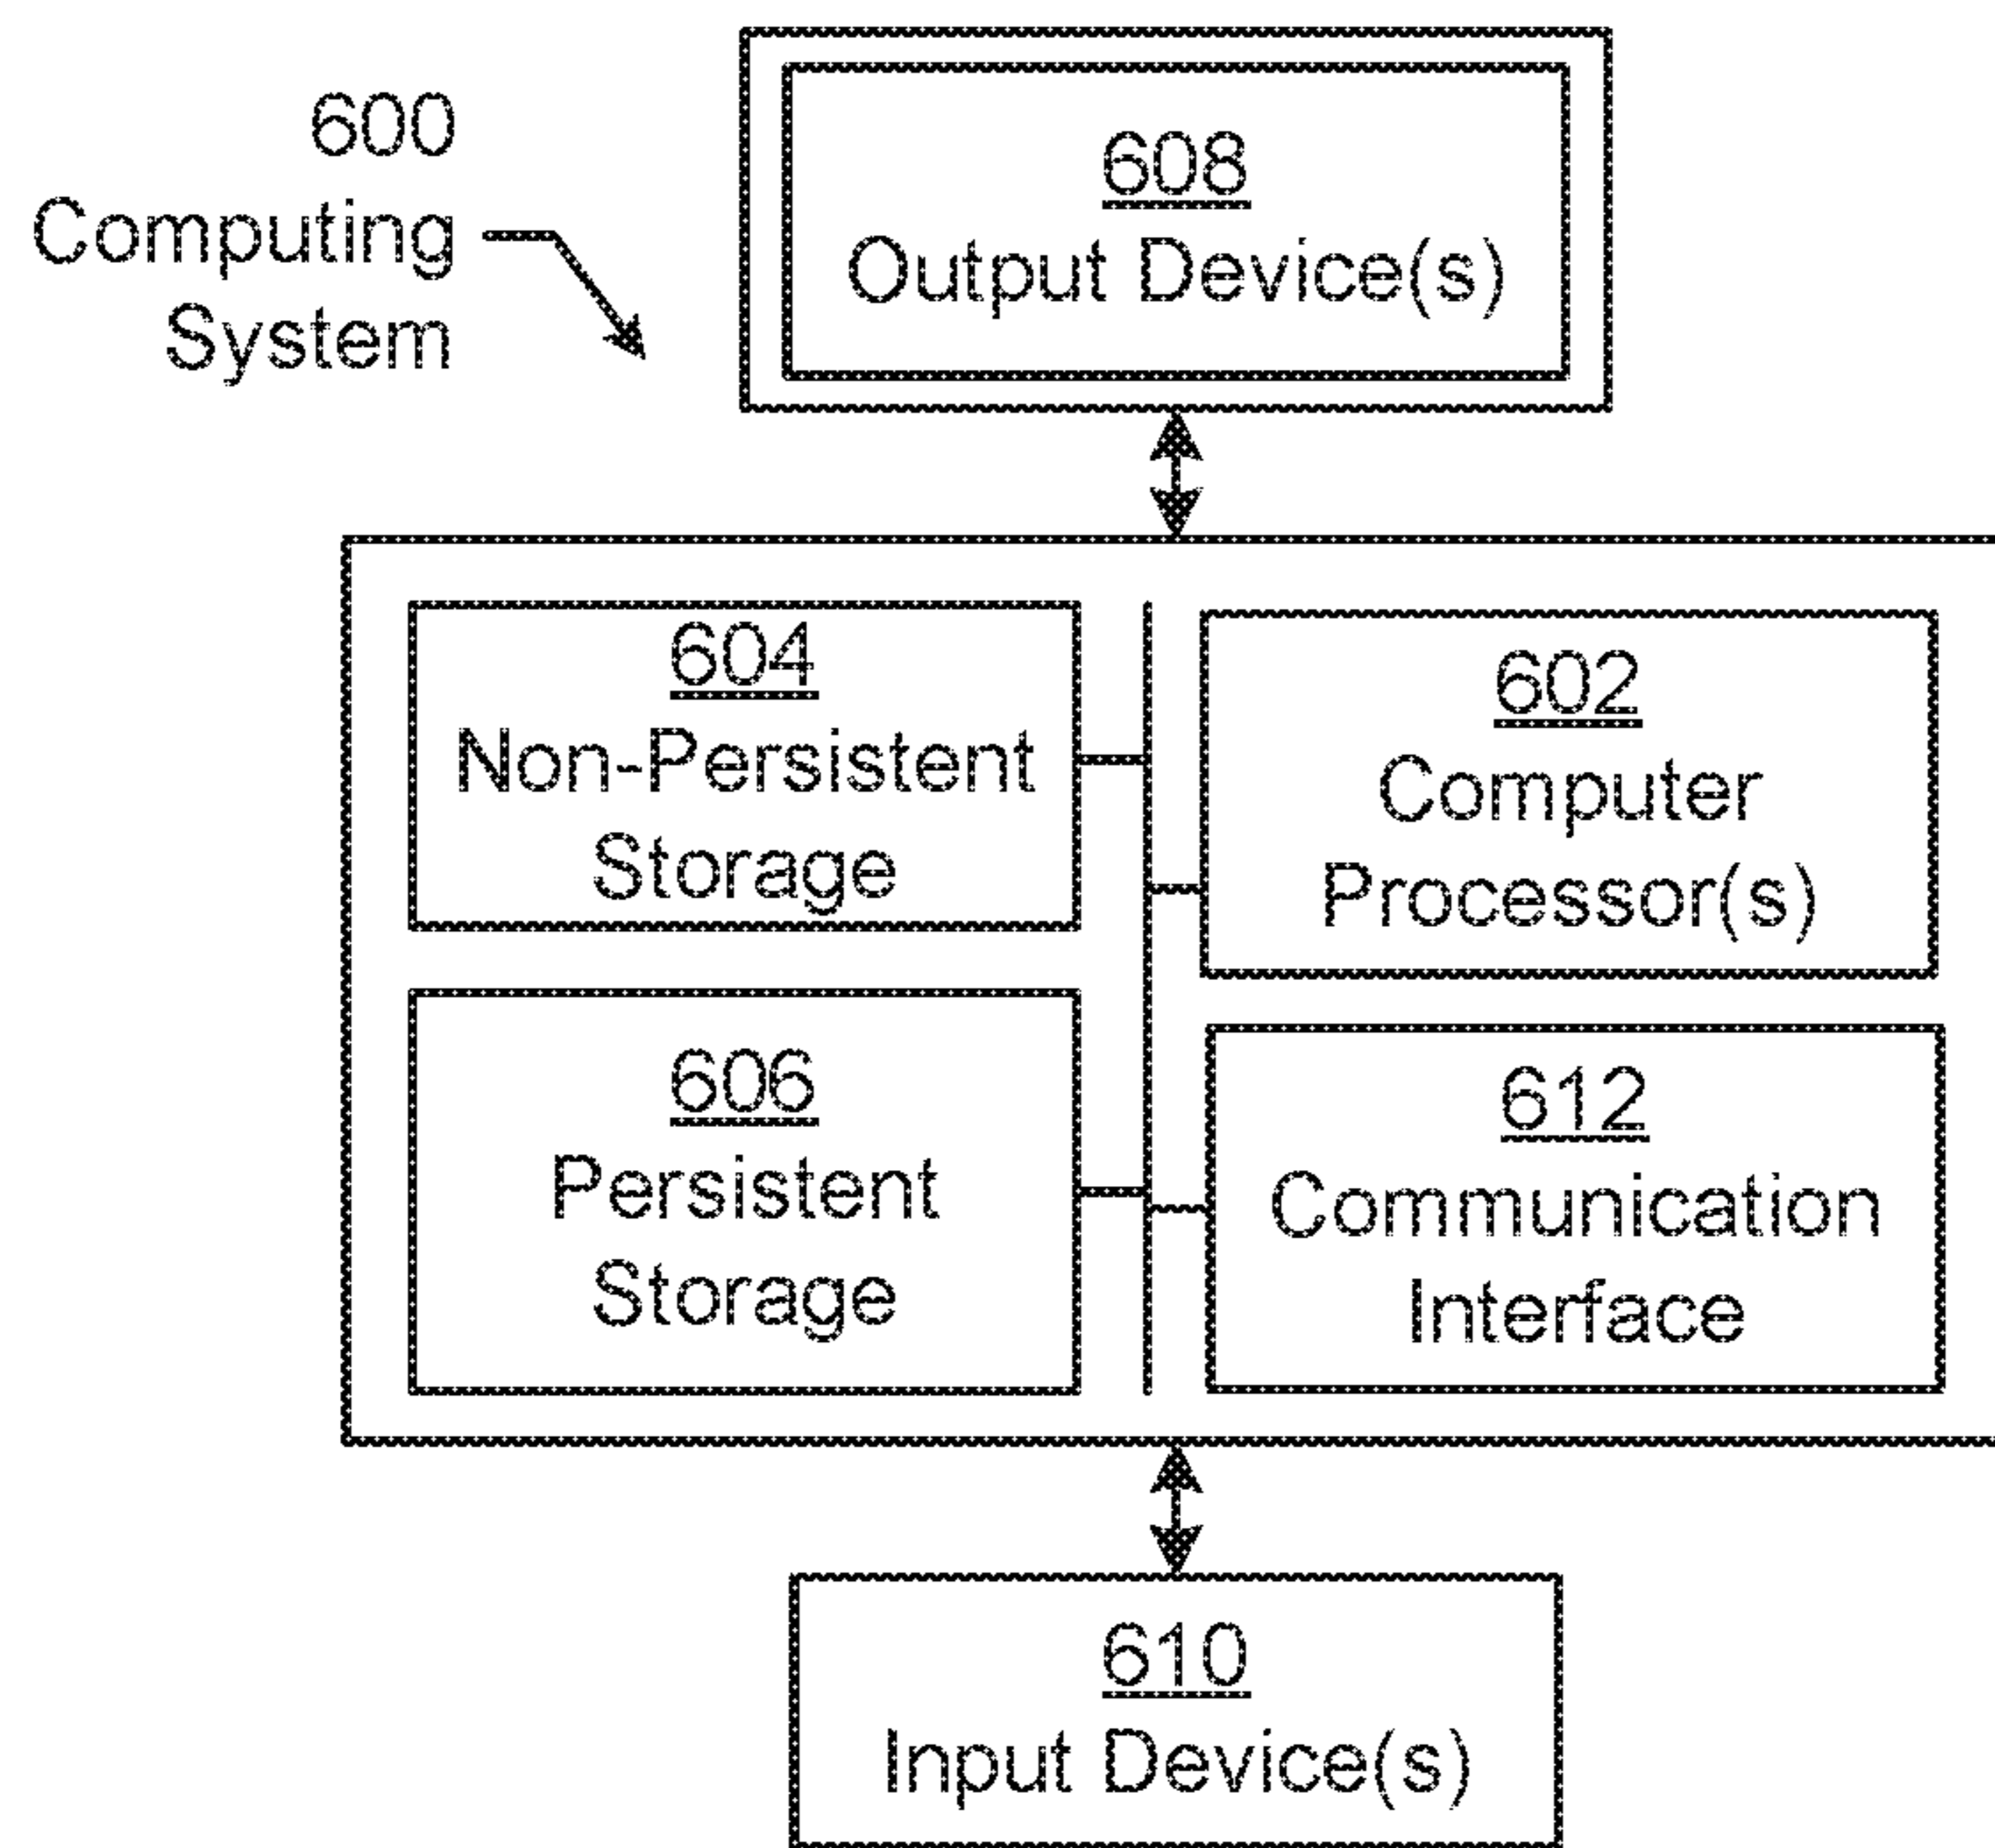 600
Computing
System
608
Output Device(s)
604
Non-Persistent
Storage
602
Computer
Processor(s)
606
Persistent
Storage
612
Communication
Interface
610
Input Device(s)